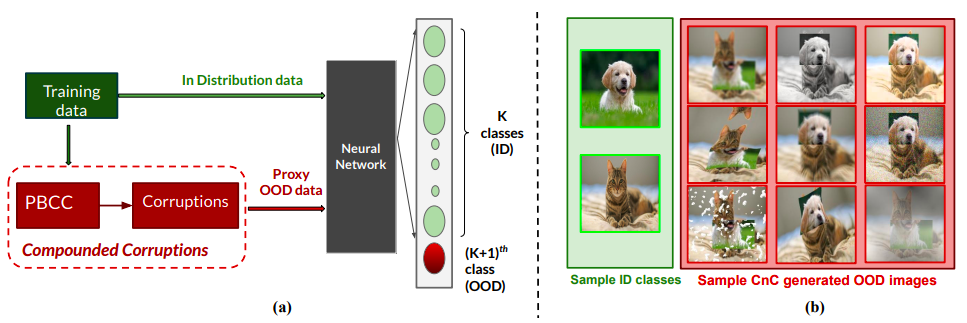 Training
data
In Distribution data
PBCC
Corruptions
Compounded Corruptions
Proxy
OOD data
Neural
Network
K
classes
(ID)
(K+1)th
class
(OOD)
(a)
Sample ID classes
Sample CnC generated OOD images
(b)